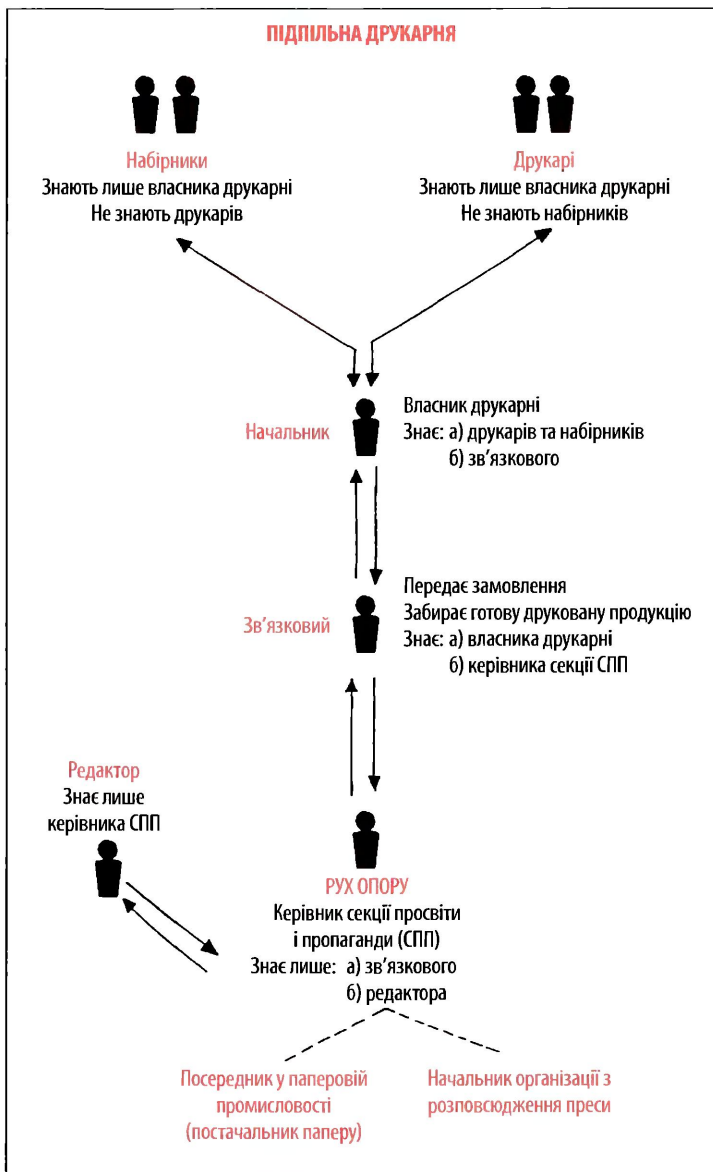 ПІДПІЛЬНА ДРУКАРНЯ
Набірники
Знають лише власника друкарні
Не знають друкарів
Друкарі
Знають лише власника друкарні
Не знають набірників
Начальник
Власник друкарні
Знає: а) друкарів та набірників
б) зв'язкового
Зв'язковий
Передає замовлення
Забирає готову друковану продукцію
Знає: а) власника друкарні
б) керівника секції СПП
Редактор
Знає лише
керівника СПП
РУХ ОПОРУ
Керівник секції просвіти
і пропаганди (СПП)
Знає лише: а) зв'язкового
б) редактора
Посередник у паперовій
промисловості
(постачальник паперу)
Начальник організації з
розповсюдження преси